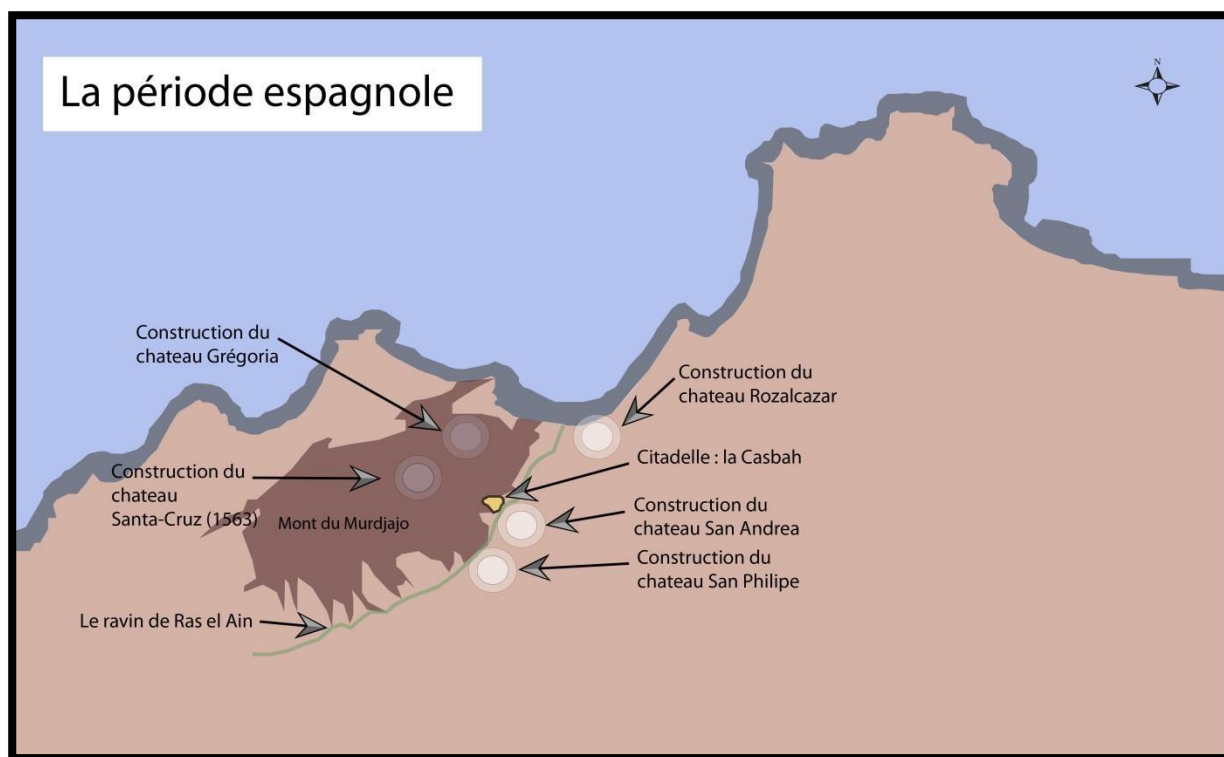 La période espagnole
N
Construction du
chateau Grégoria
Construction du
chateau Rozalcazar
Citadelle : la Casbah
Construction du
chateau
Santa-Cruz (1563)
Mont du Murdjajo
Construction du
chateau San Andrea
Construction du
chateau San Philipe
Le ravin de Ras el Ain